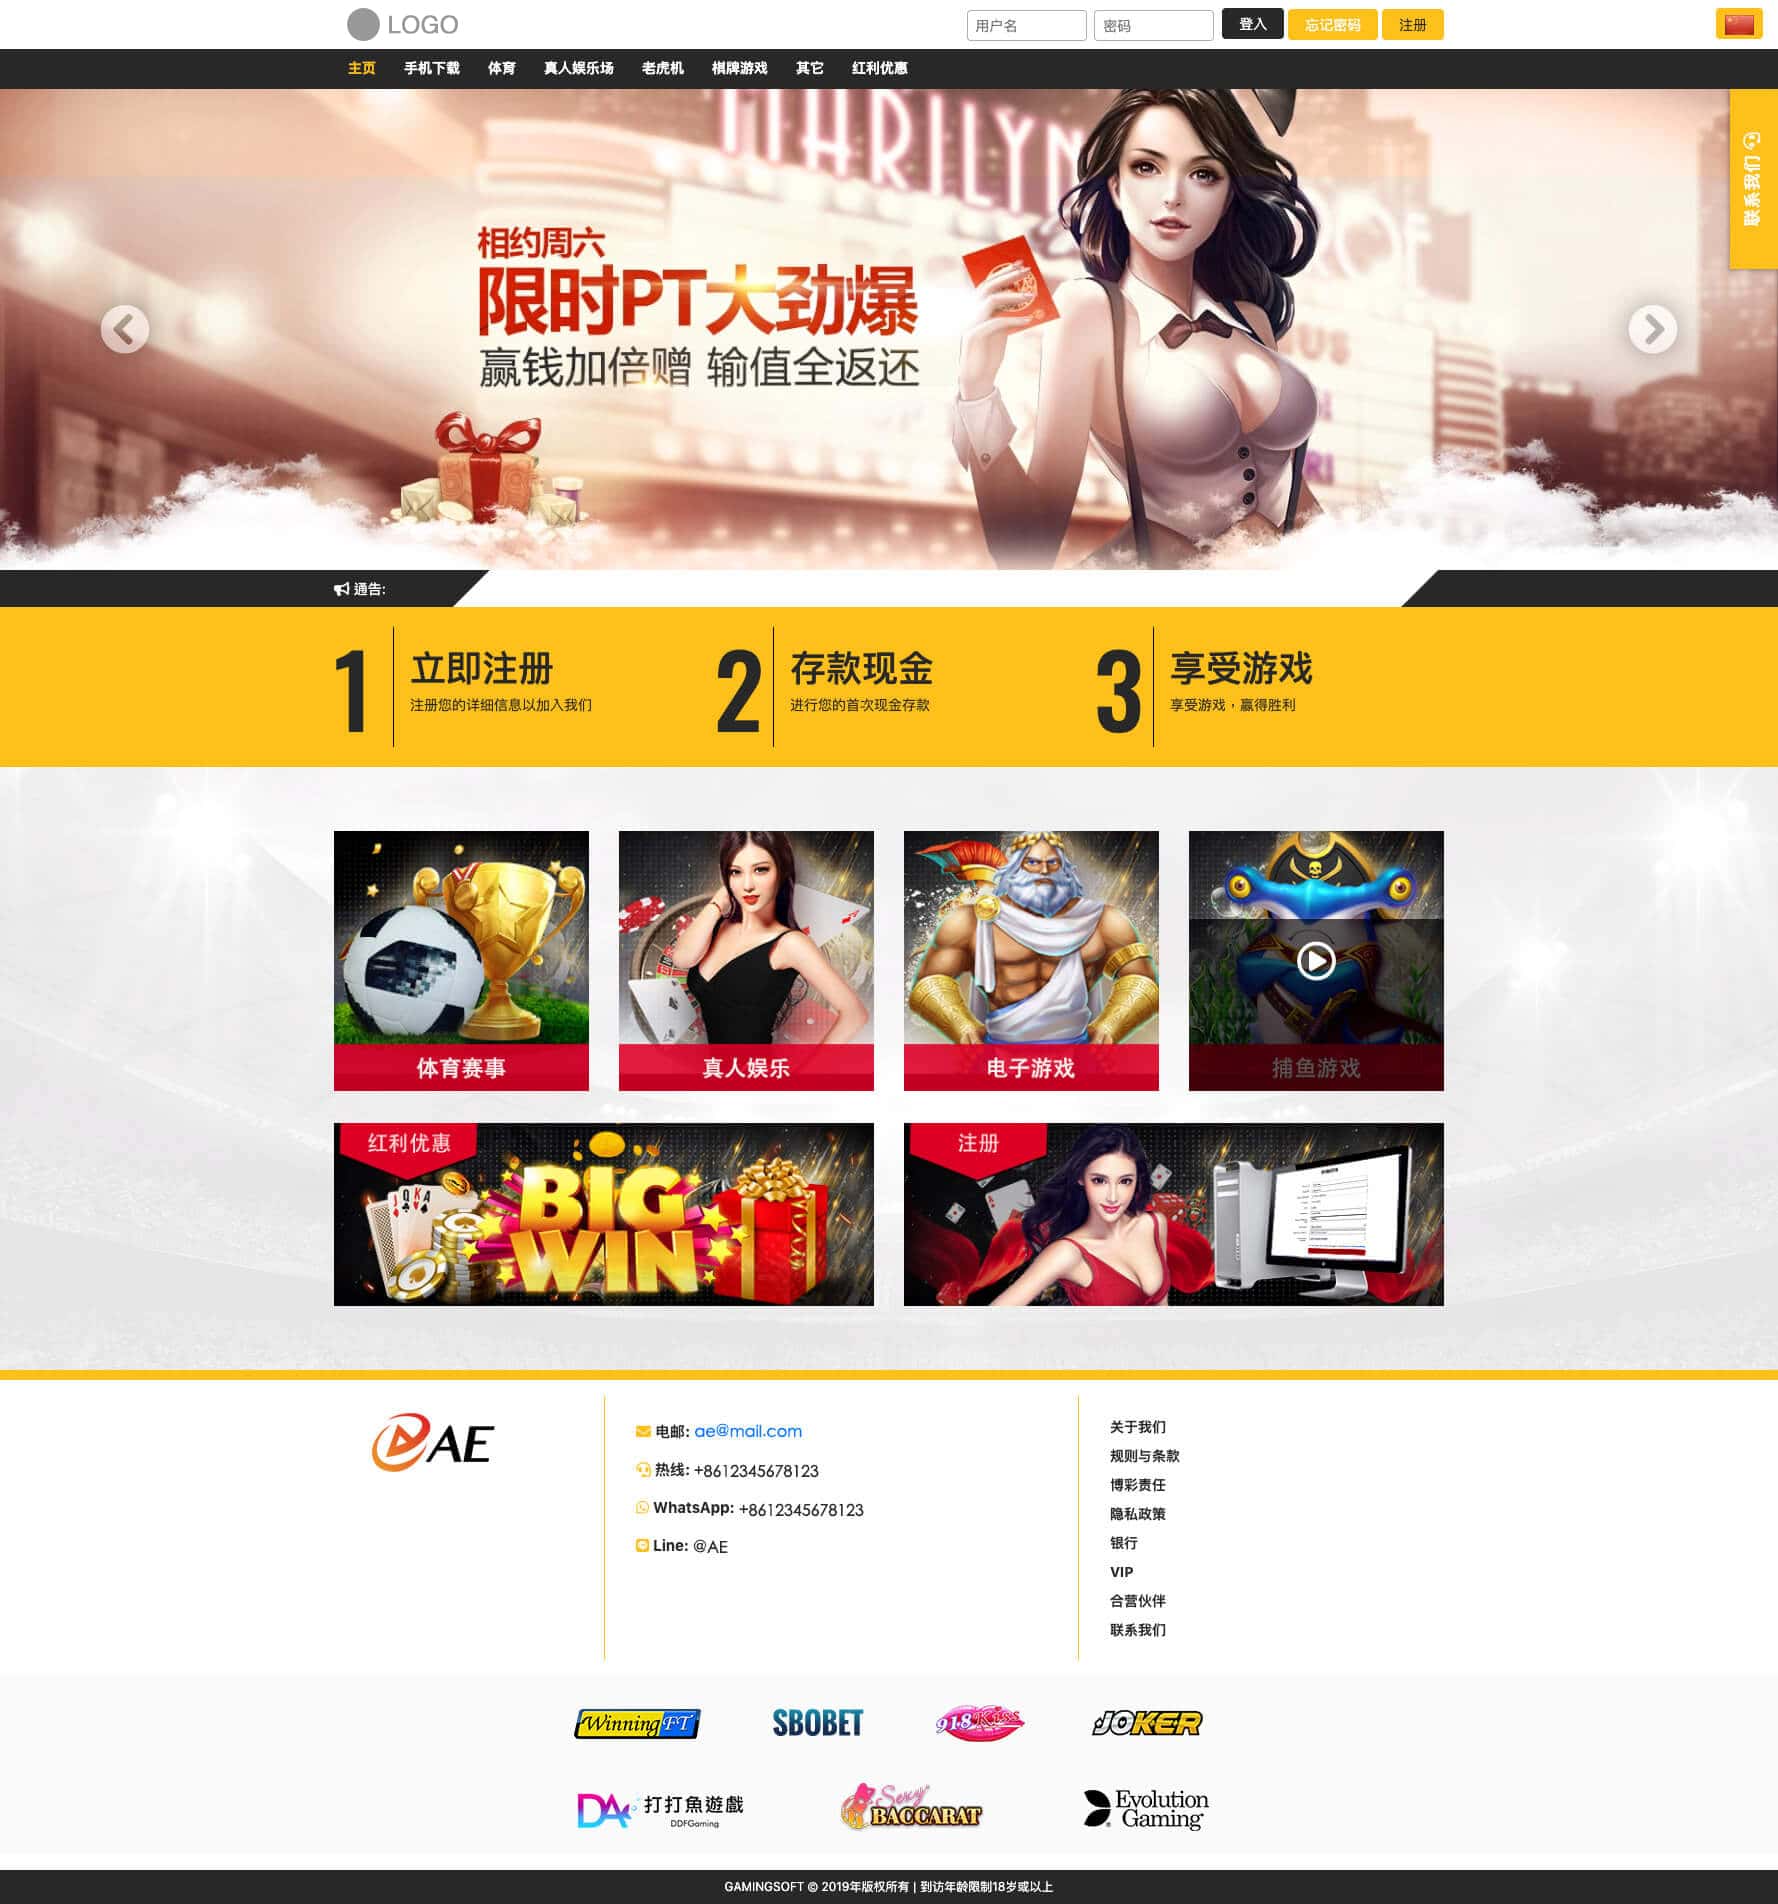 LOGO
用户名
密码
登入
忘记密码
注册
主页 手机下载 体育 真人娱乐场 老虎机 棋牌游戏 其它 红利优惠
联系我们
MARILYN
相约周六
限时PT大劲爆
赢钱加倍赠 输值全返还
通告:
1 立即注册
注册您的详细信息以加入我们
2 存款现金
进行您的首次现金存款
3 享受游戏
享受游戏，赢得胜利
体育赛事
真人娱乐
电子游戏
捕鱼游戏
红利优惠
J Q K A
BIG
WIN
注册
AE
电邮: ae@mail.com
热线: +8612345678123
WhatsApp: +8612345678123
Line: @AE
关于我们
规则与条款
博彩责任
隐私政策
银行
VIP
合营伙伴
联系我们
WinningFT
SBOBET
918Kiss
JOKER
打打魚遊戲
DDFGaming
Sexy
BACCARAT
Evolution
Gaming
GAMINGSOFT © 2019年版权所有 | 到访年龄限制18岁或以上